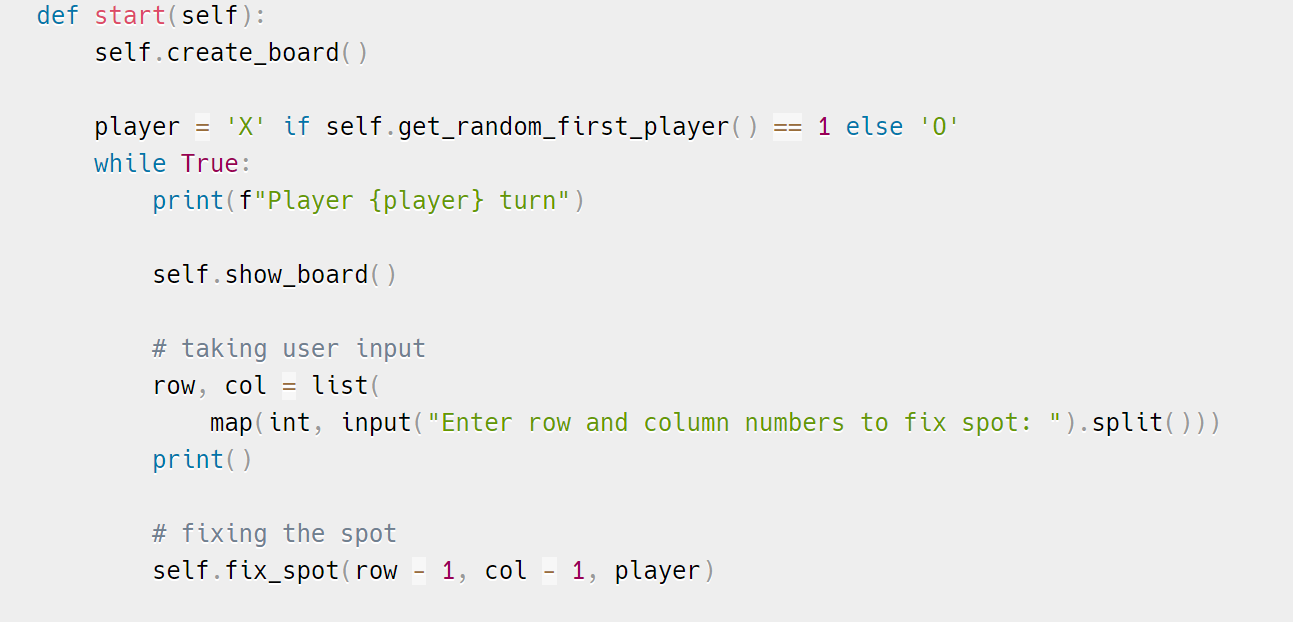 def start(self):
    self.create_board()

    player = 'X' if self.get_random_first_player() == 1 else 'O'
    while True:
        print(f"Player {player} turn")

        self.show_board()

        # taking user input
        row, col = list(
            map(int, input("Enter row and column numbers to fix spot: ").split()))
        print()

        # fixing the spot
        self.fix_spot(row - 1, col - 1, player)